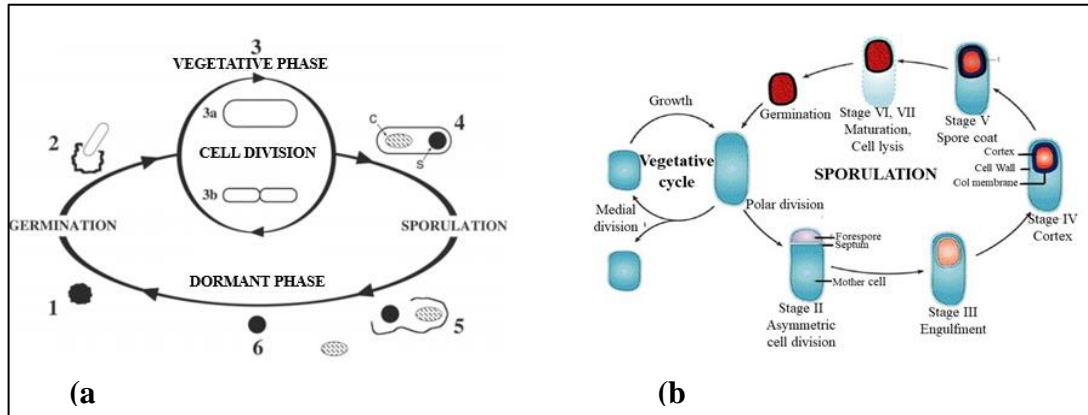 3
VEGETATIVE PHASE
3a
CELL DIVISION
3b
2
C
4
S
GERMINATION
SPORULATION
DORMANT PHASE
1
6
5
(a
Growth
Vegetative
cycle
Medial
division
Germination
Stage VI, VII
Maturation,
Cell lysis
Stage V
Spore coat
SPORULATION
Cortex
Cell Wall
Col membrane
Stage IV
Cortex
Polar division
Forespore
Septum
Mother cell
Stage II
Asymmetric
cell division
Stage III
Engulfment
(b